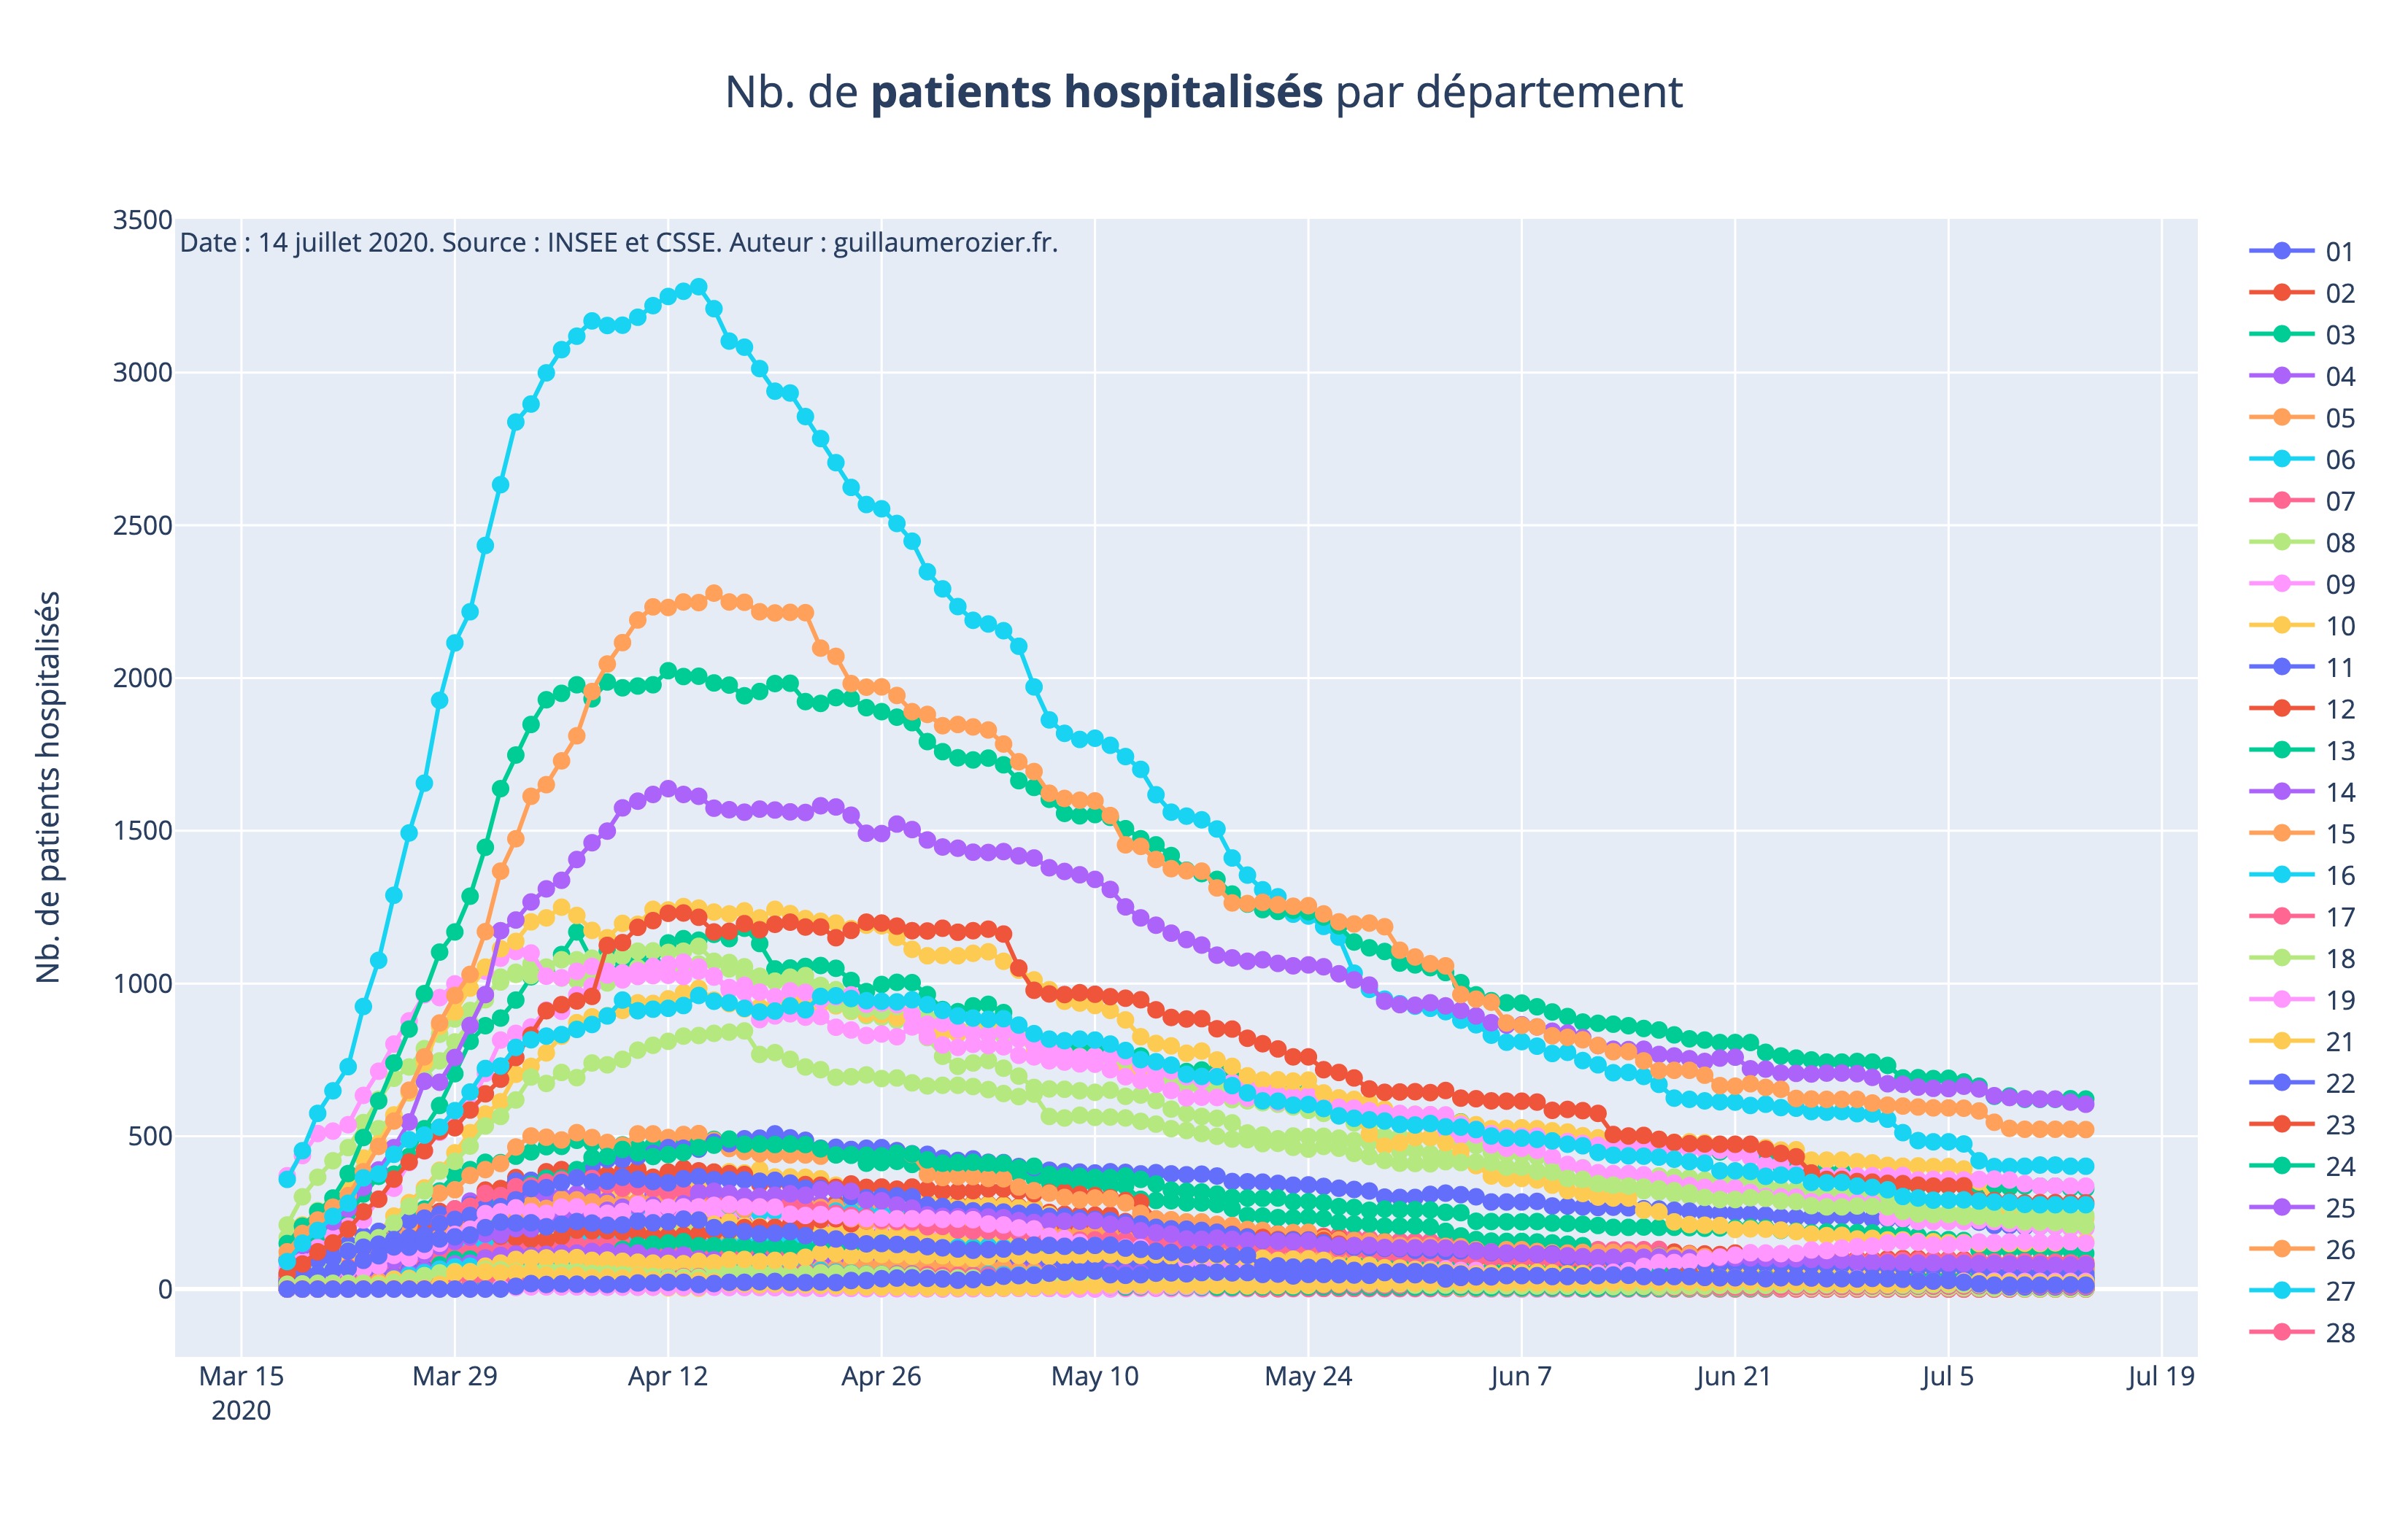 Nb. de patients hospitalisés par département
Date : 14 juillet 2020. Source : INSEE et CSSE. Auteur : guillaumerozier.fr.
Nb. de patients hospitalisés
3500
3000
2500
2000
1500
1000
500
0
Mar 15
2020
Mar 29
Apr 12
Apr 26
May 10
May 24
Jun 7
Jun 21
Jul 5
Jul 19
01
02
03
04
05
06
07
08
09
10
11
12
13
14
15
16
17
18
19
21
22
23
24
25
26
27
28